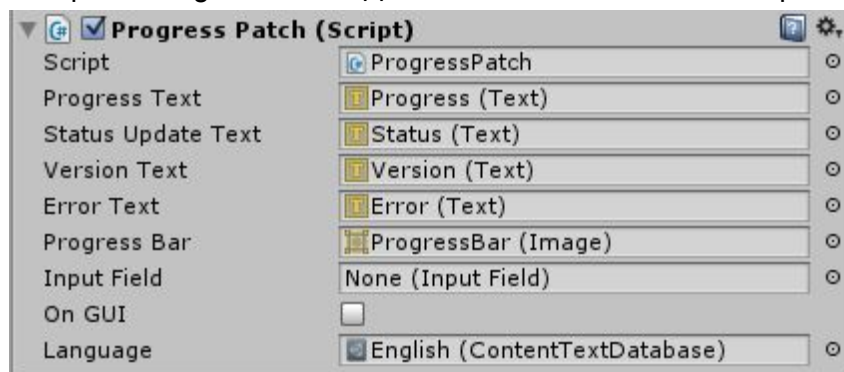 Progress Patch (Script)
Script ProgressPatch
Progress Text Progress (Text)
Status Update Text Status (Text)
Version Text Version (Text)
Error Text Error (Text)
Progress Bar ProgressBar (Image)
Input Field None (Input Field)
On GUI
Language English (ContentTextDatabase)